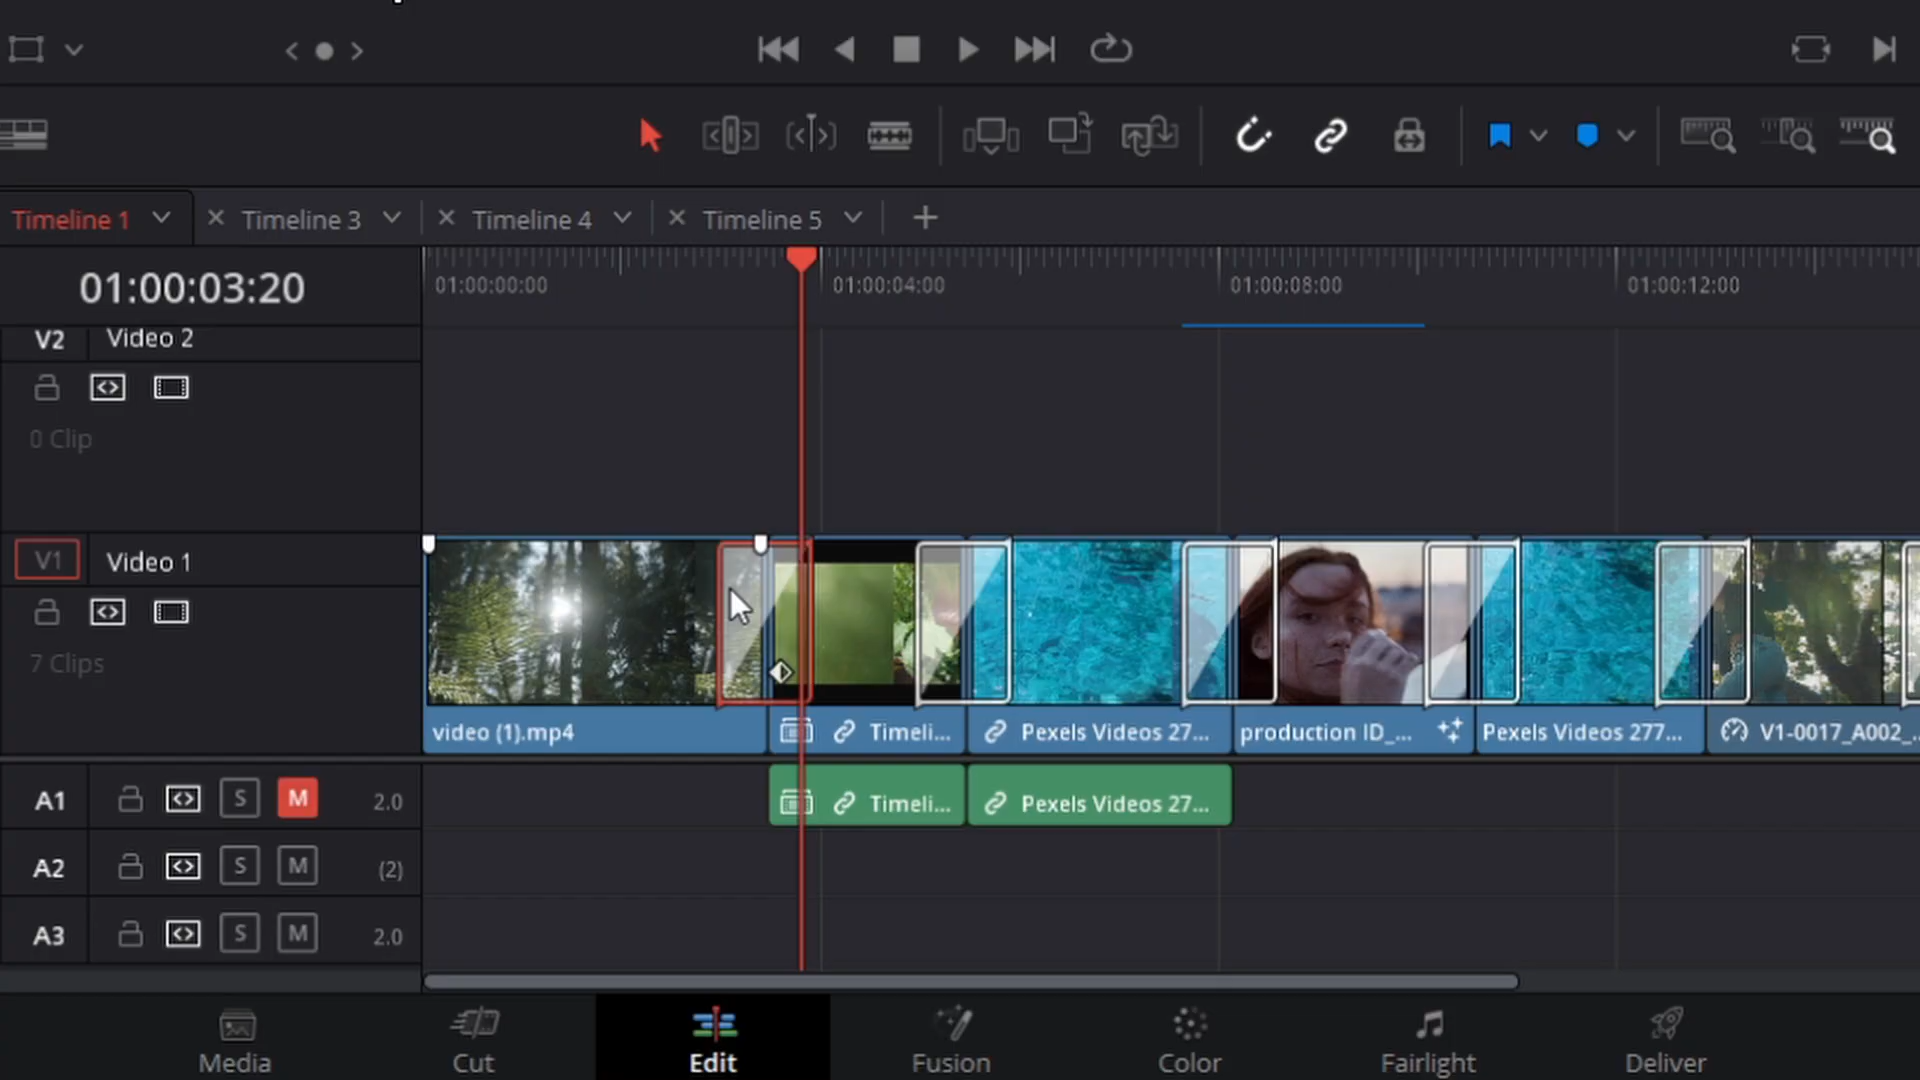 Timeline 1
Timeline 3
Timeline 4
Timeline 5
01:00:03:20
01:00:00:00
01:00:04:00
01:00:08:00
01:00:12:00
V2 Video 2
0 Clip
V1 Video 1
7 Clips
video (1).mp4
Timeli...
Pexels Videos 27...
production ID_...
Pexels Videos 277...
V1-0017_A002_...
A1 S M 2.0
Timeli...
Pexels Videos 27...
A2 S M (2)
A3 S M 2.0
Media
Cut
Edit
Fusion
Color
Fairlight
Deliver